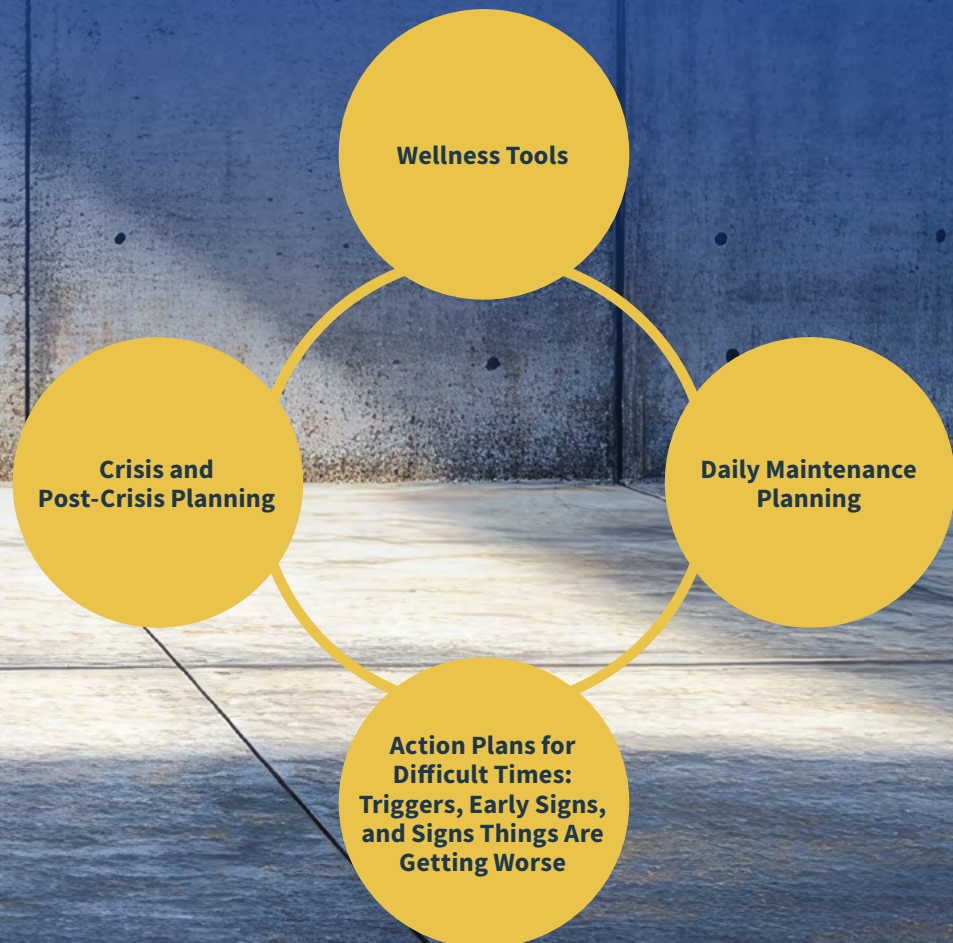 Wellness Tools
Crisis and
Post-Crisis Planning
Daily Maintenance
Planning
Action Plans for
Difficult Times:
Triggers, Early Signs,
and Signs Things Are
Getting Worse